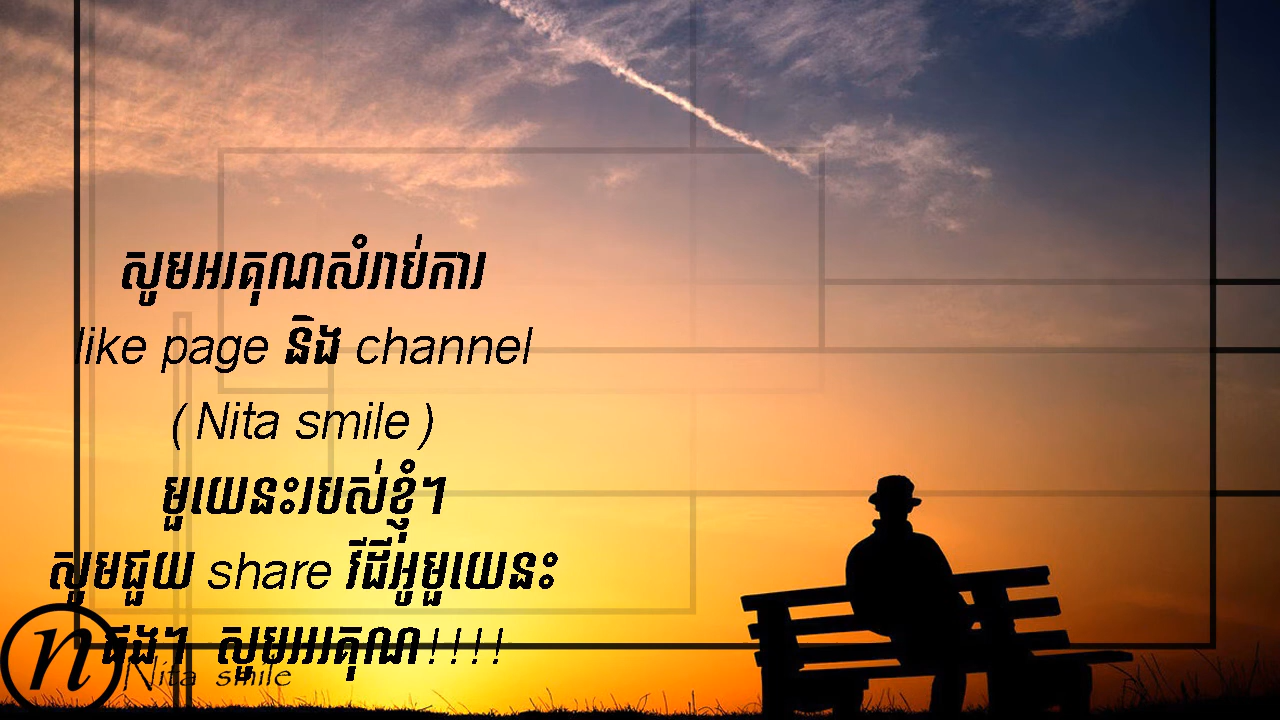 សូមអរគុណសំរាប់ការ
like page និង channel
( Nita smile )
មួយនេះរបស់ខ្ញុំៗ
សូមជួយ share វីដីអូមួយនេះ
ផងៗ សូមអរគុណ!!!!
n Nita smile